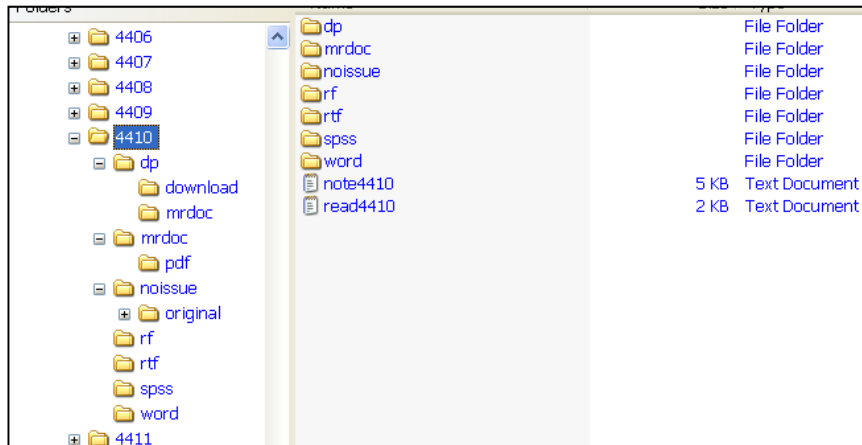 Folders
4406
4407
4408
4409
4410
dp
download
mrdoc
mrdoc
pdf
noissue
original
rf
rtf
spss
word
4411
dp File Folder
mrdoc File Folder
noissue File Folder
rf File Folder
rtf File Folder
spss File Folder
word File Folder
note4410 5 KB Text Document
read4410 2 KB Text Document